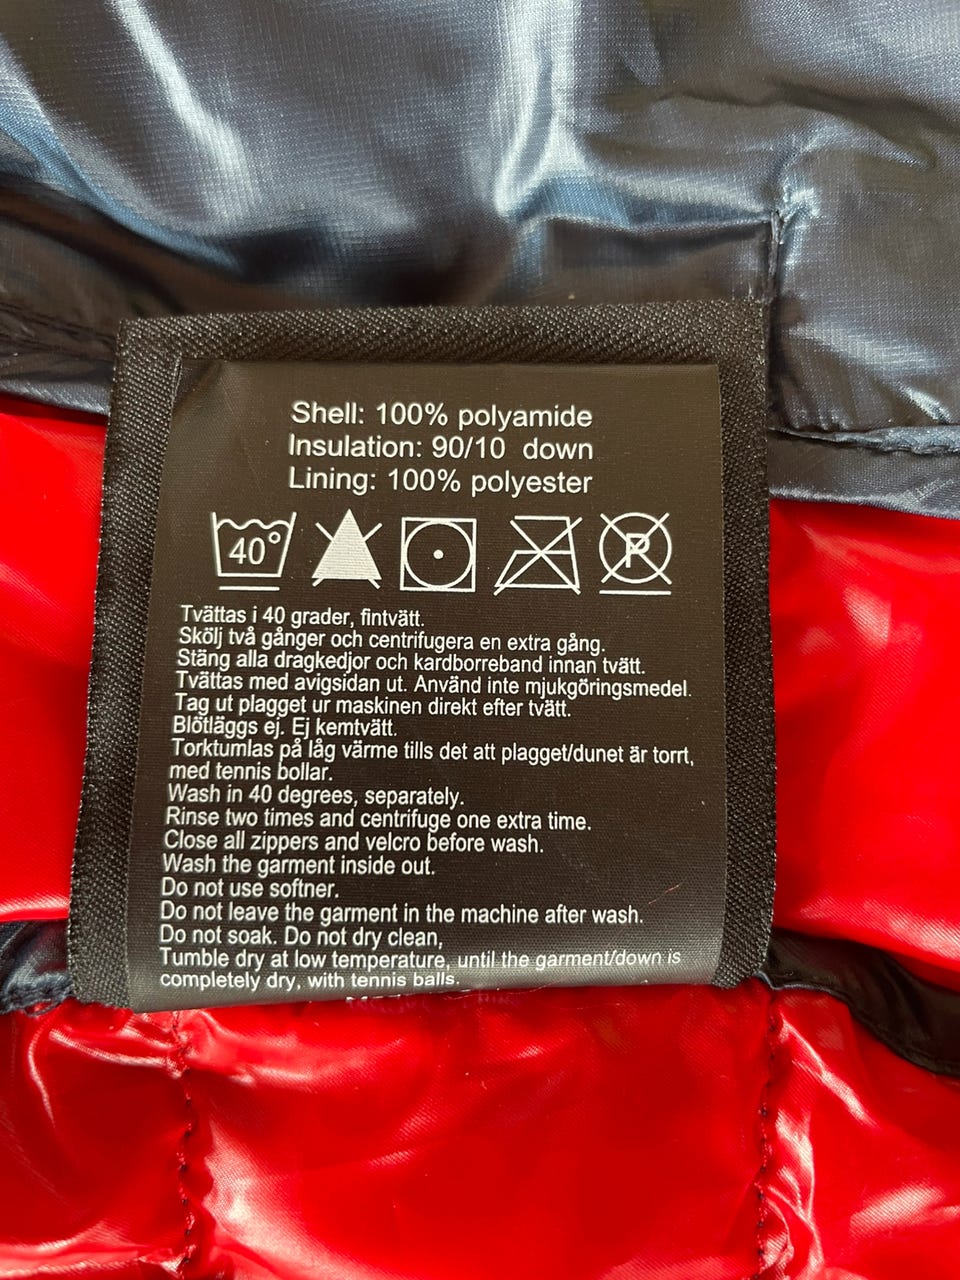 Shell: 100% polyamide
Insulation: 90/10 down
Lining: 100% polyester
40° P
Tvättas i 40 grader, fintvätt.
Skölj två gånger och centrifugera en extra gång.
Stäng alla dragkedjor och kardborreband innan tvätt.
Tvättas med avigsidan ut. Använd inte mjukgöringsmedel.
Tag ut plagget ur maskinen direkt efter tvätt.
Blötläggs ej. Ej kemtvätt.
Torktumlas på låg värme tills det att plagget/dunet är torrt,
med tennis bollar.
Wash in 40 degrees, separately.
Rinse two times and centrifuge one extra time.
Close all zippers and velcro before wash.
Wash the garment inside out.
Do not use softner.
Do not leave the garment in the machine after wash.
Do not soak. Do not dry clean,
Tumble dry at low temperature, until the garment/down is
completely dry, with tennis balls.